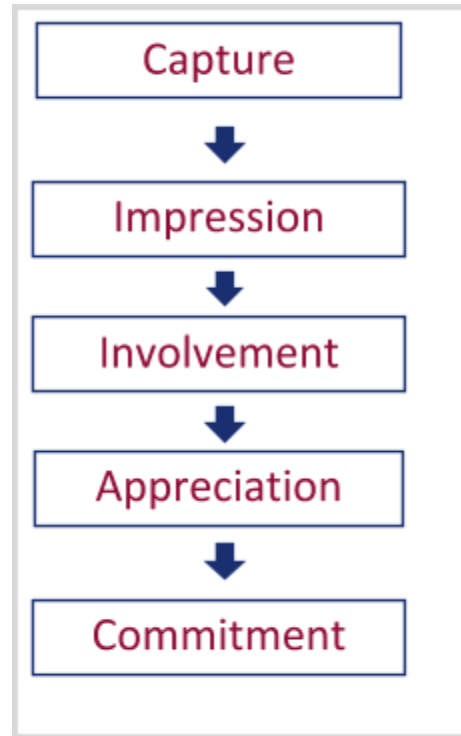 Capture
Impression
Involvement
Appreciation
Commitment